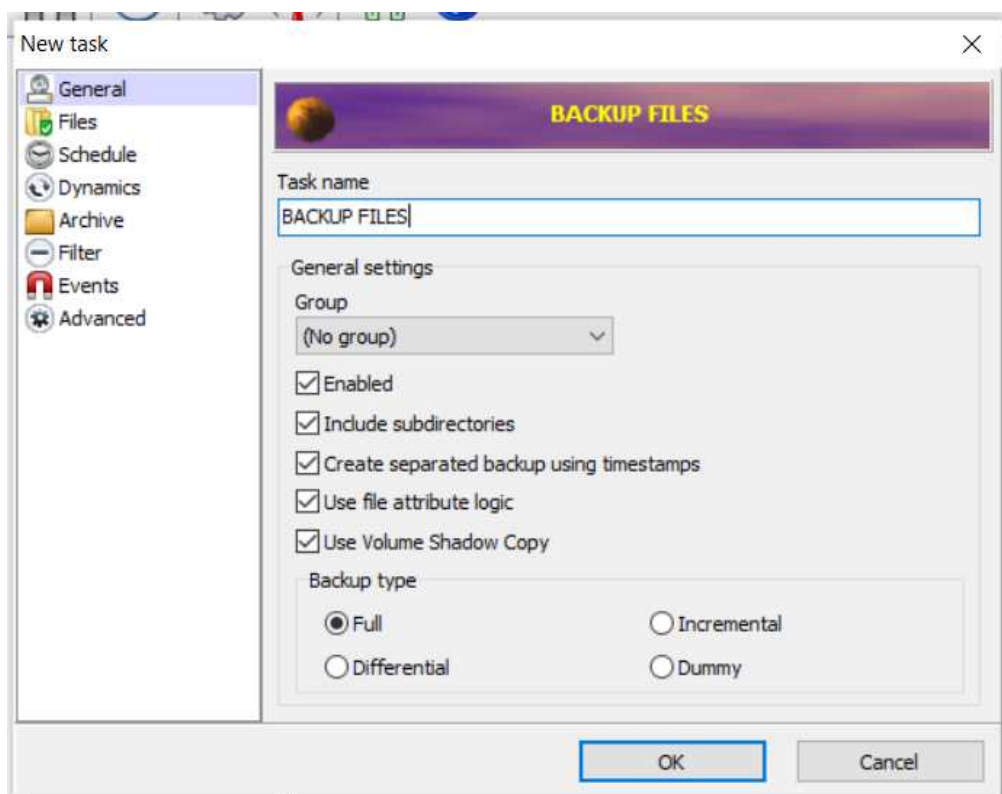 New task
General
Files
Schedule
Dynamics
Archive
Filter
Events
Advanced
BACKUP FILES
Task name
BACKUP FILES
General settings
Group
(No group)
Enabled
Include subdirectories
Create separated backup using timestamps
Use file attribute logic
Use Volume Shadow Copy
Backup type
Full
Incremental
Differential
Dummy
OK
Cancel